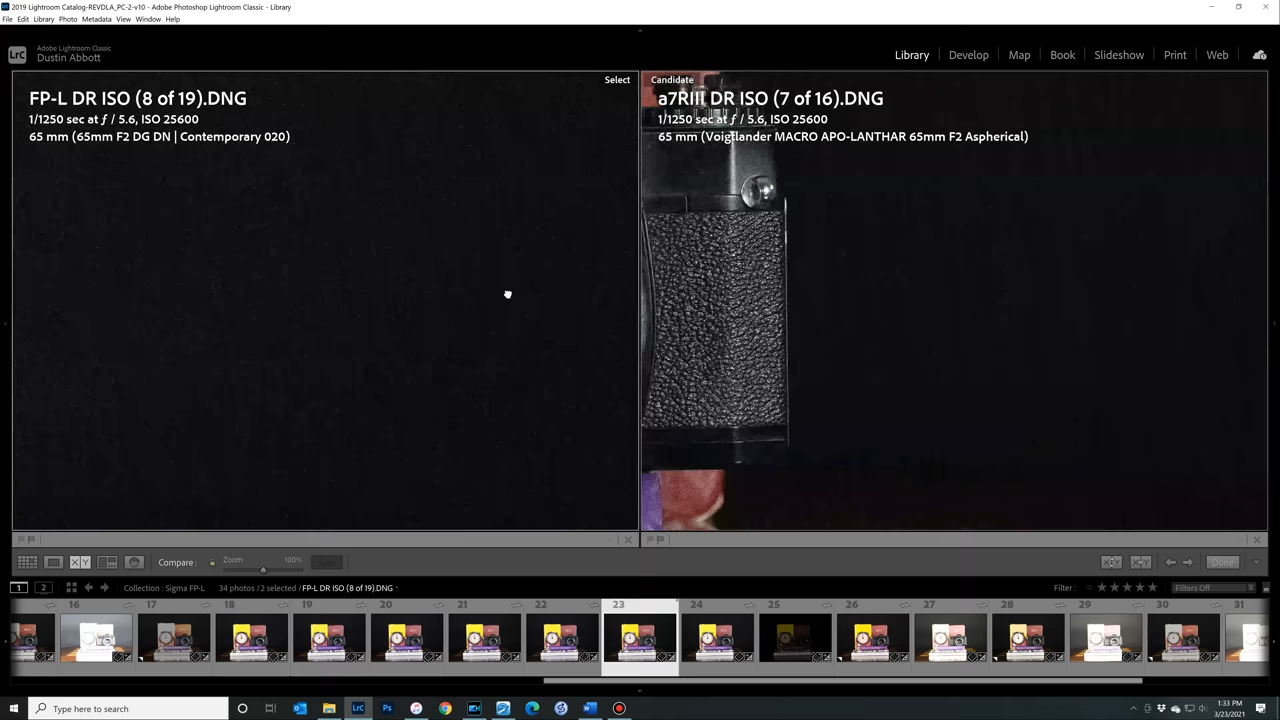 2019 Lightroom Catalog-REVDLA_PC-2-v10 - Adobe Photoshop Lightroom Classic - Library
File Edit Library Photo Metadata View Window Help
LrC
Adobe Lightroom Classic
Dustin Abbott
Library Develop Map Book Slideshow Print Web
Select
FP-L DR ISO (8 of 19).DNG
1/1250 sec at ƒ / 5.6, ISO 25600
65 mm (65mm F2 DG DN | Contemporary 020)
Candidate
a7RIII DR ISO (7 of 16).DNG
1/1250 sec at ƒ / 5.6, ISO 25600
65 mm (Voigtlander MACRO APO-LANTHAR 65mm F2 Aspherical)
XY Compare : Zoom 100% Done
1 2 Collection : Sigma FP-L 34 photos / 2 selected / FP-L DR ISO (8 of 19).DNG Filter : Filters Off
16 17 18 19 20 21 22 23 24 25 26 27 28 29 30 31
Type here to search
LrC Ps W
1:33 PM
3/23/2021